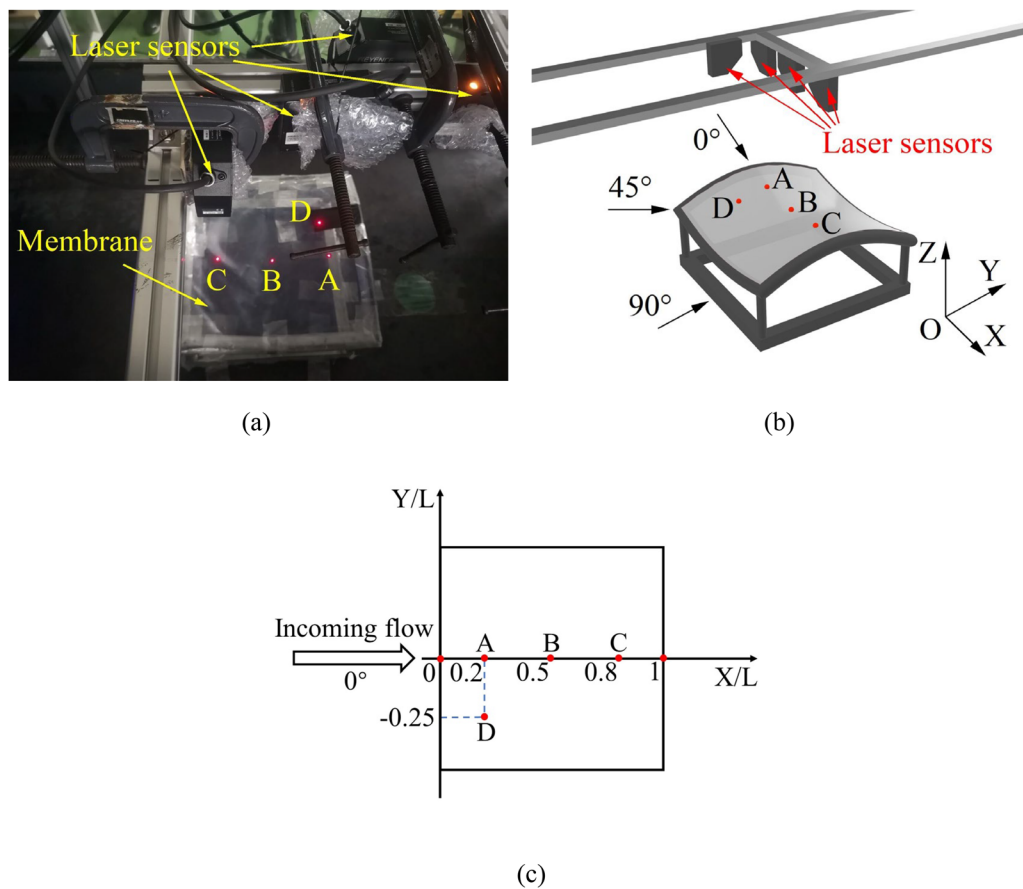 Laser sensors
Membrane
D
C
B
A
(a)
0°
45°
90°
Laser sensors
A
D
B
C
Z
Y
O
X
(b)
Y/L
Incoming flow
0°
A
B
C
0
0.2
0.5
0.8
1
X/L
-0.25
D
(c)